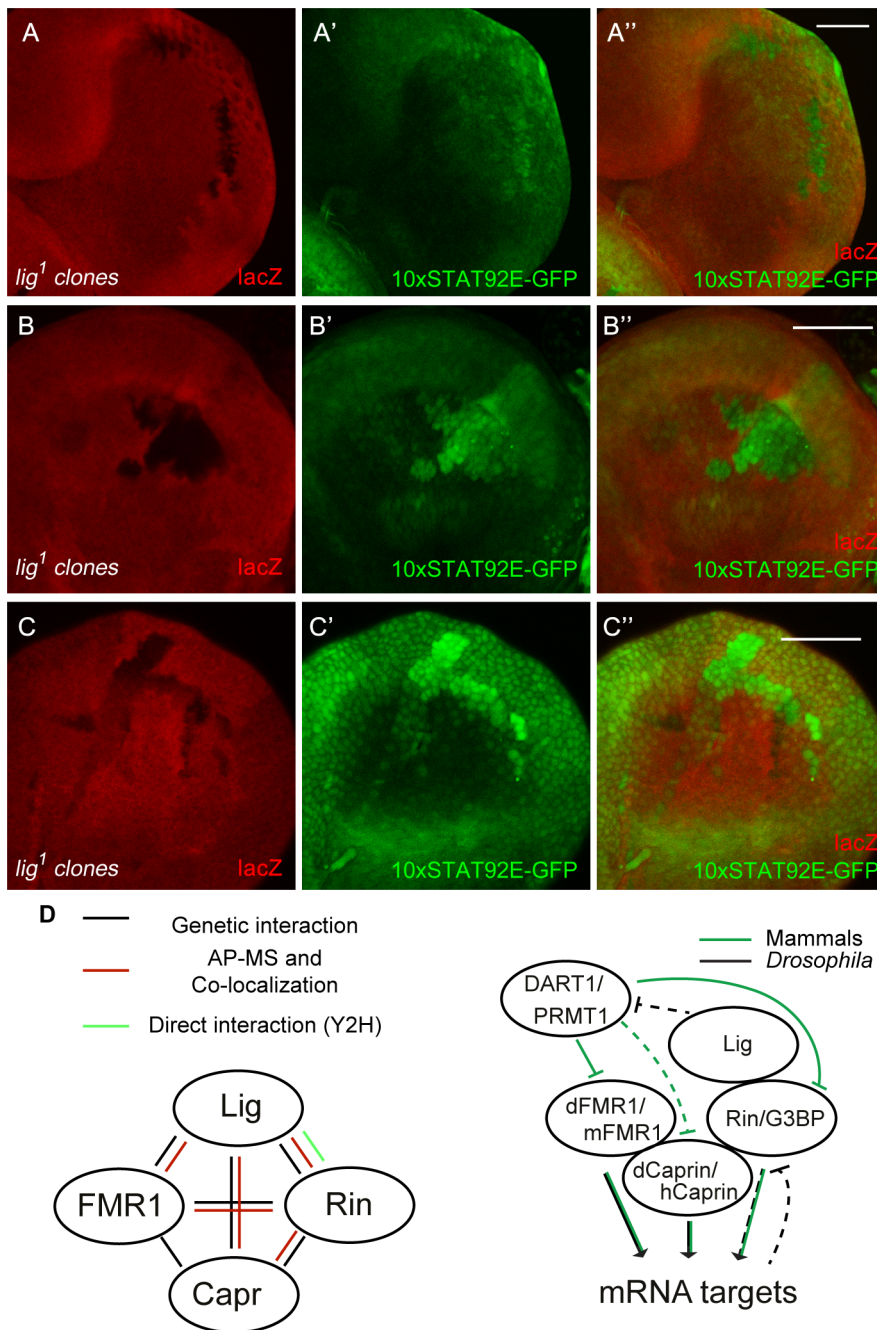 A
lig1 clones
lacZ
A'
10xSTAT92E-GFP
A''
lacZ
10xSTAT92E-GFP
B
lig1 clones
lacZ
B'
10xSTAT92E-GFP
B''
lacZ
10xSTAT92E-GFP
C
lig1 clones
lacZ
C'
10xSTAT92E-GFP
C''
lacZ
10xSTAT92E-GFP
D
Genetic interaction
AP-MS and
Co-localization
Direct interaction (Y2H)
Lig
FMR1
Rin
Capr
Mammals
Drosophila
DART1/
PRMT1
Lig
dFMR1/
mFMR1
Rin/G3BP
dCaprin/
hCaprin
mRNA targets